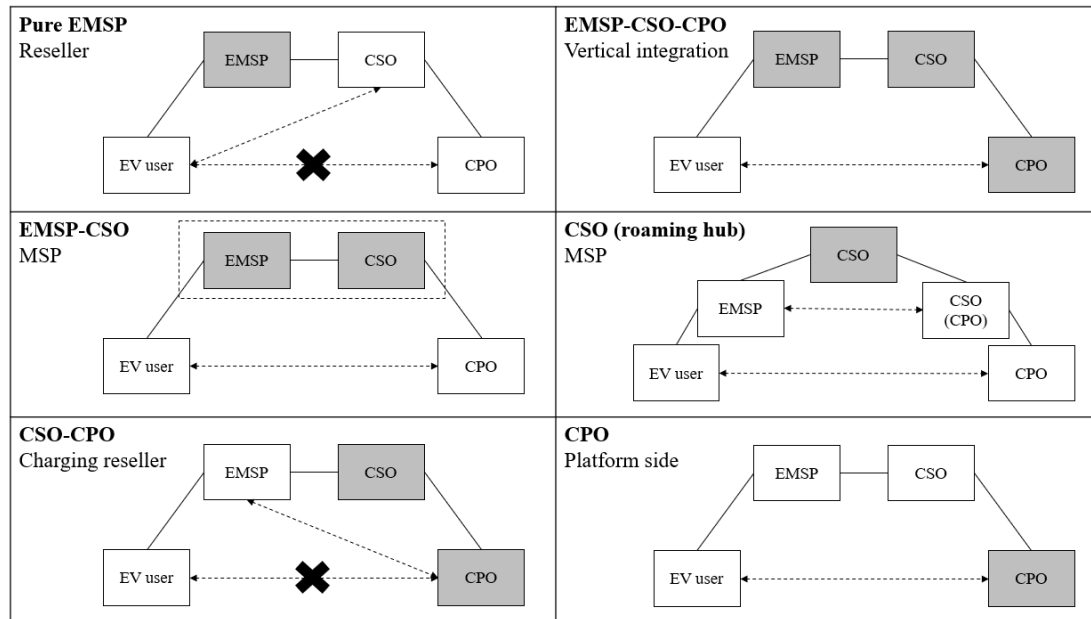 Pure EMSP
Reseller
EMSP
CSO
EV user
CPO
EMSP-CSO-CPO
Vertical integration
EMSP
CSO
EV user
CPO
EMSP-CSO
MSP
EMSP
CSO
EV user
CPO
CSO (roaming hub)
MSP
CSO
EMSP
CSO
(CPO)
EV user
CPO
CSO-CPO
Charging reseller
EMSP
CSO
EV user
CPO
CPO
Platform side
EMSP
CSO
EV user
CPO